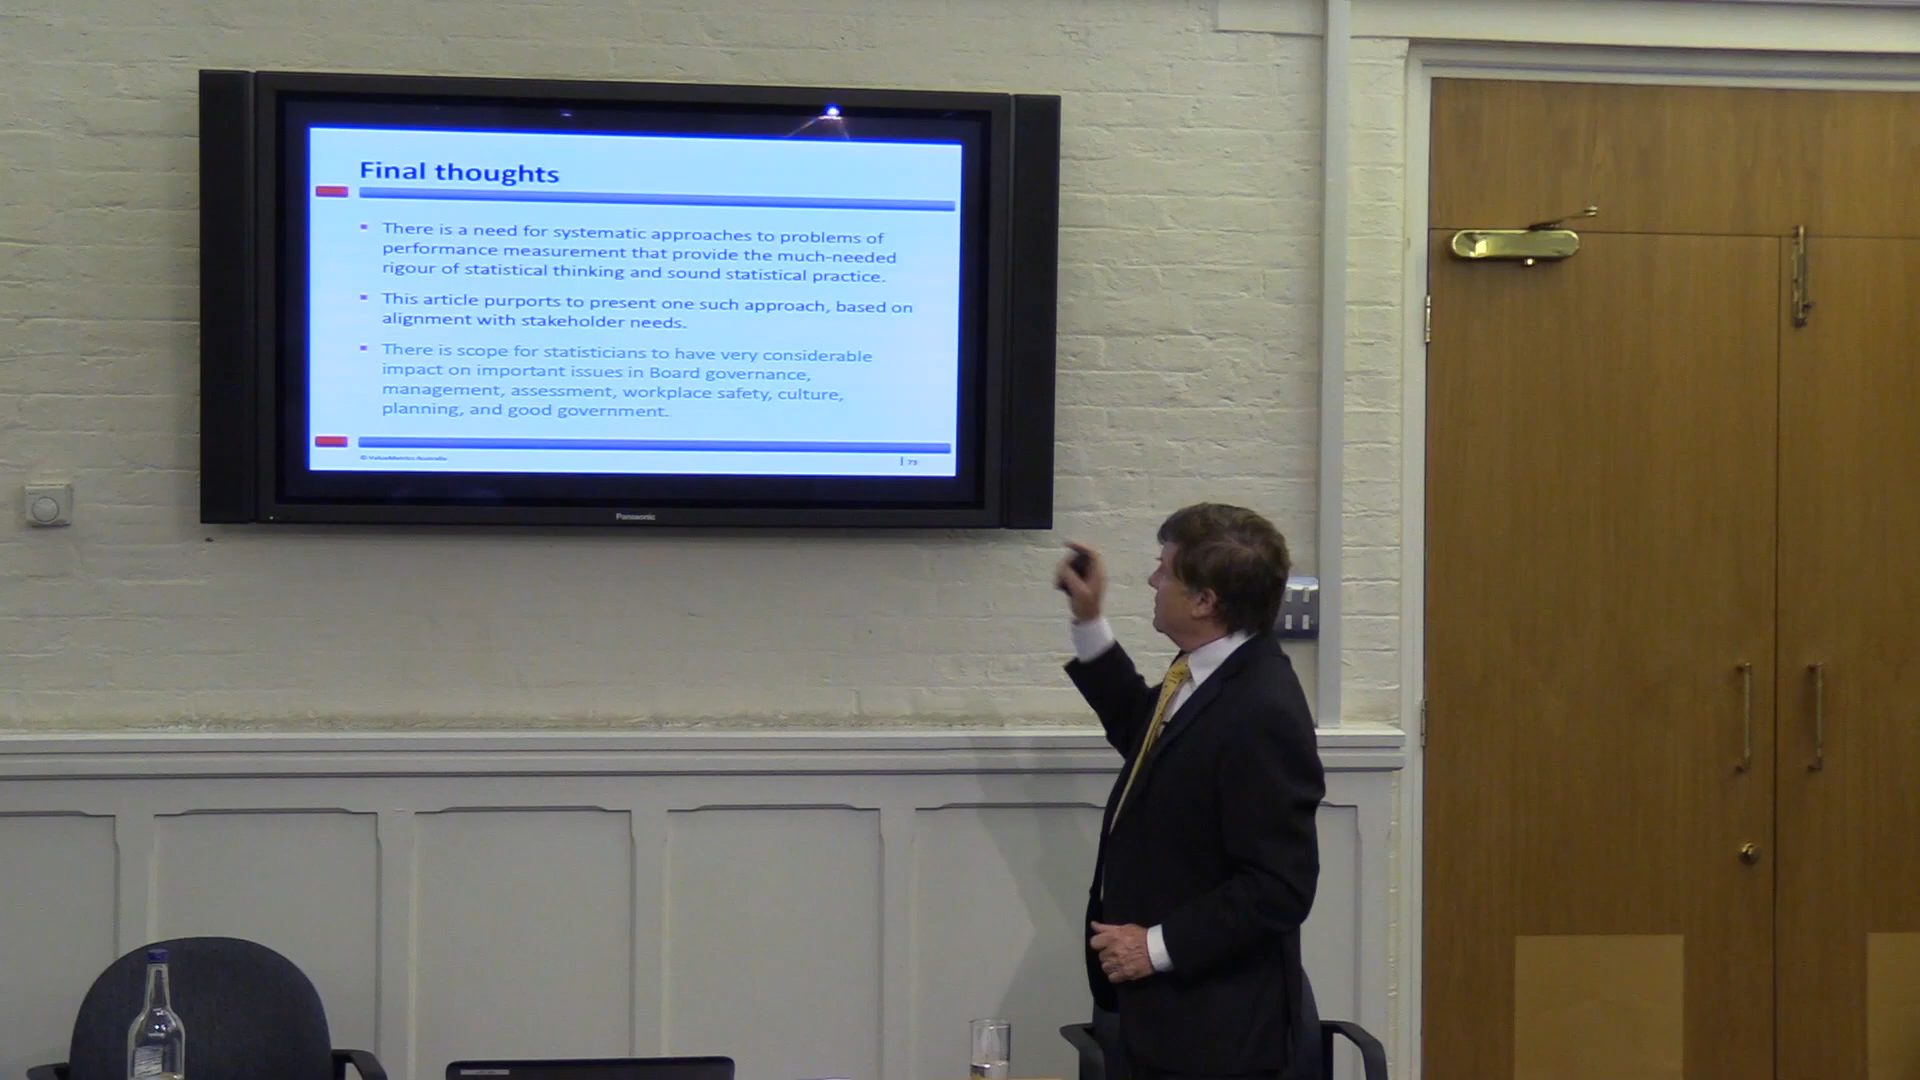 Final thoughts
There is a need for systematic approaches to problems of
performance measurement that provide the much-needed
rigour of statistical thinking and sound statistical practice.
This article purports to present one such approach, based on
alignment with stakeholder needs.
There is scope for statisticians to have very considerable
impact on important issues in Board governance,
management, assessment, workplace safety, culture,
planning, and good government.
© ValueMetrics Australia
| 73
Panasonic